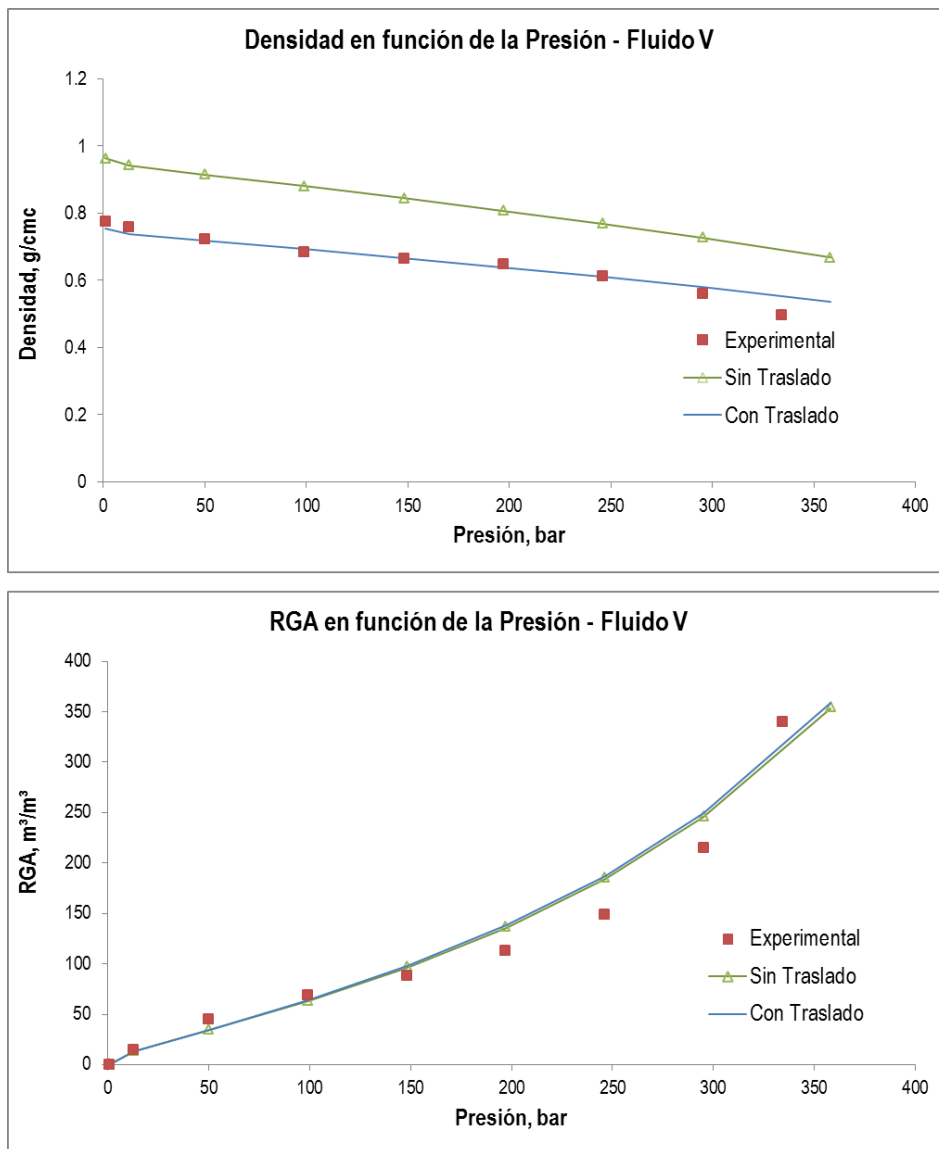 Densidad en función de la Presión - Fluido V
1.2
1
0.8
0.6
0.4
0.2
0
Densidad, g/cmc
Experimental
Sin Traslado
Con Traslado
0 50 100 150 200 250 300 350 400
Presión, bar
RGA en función de la Presión - Fluido V
400
350
300
250
200
150
100
50
0
RGA, m³/m³
Experimental
Sin Traslado
Con Traslado
0 50 100 150 200 250 300 350 400
Presión, bar